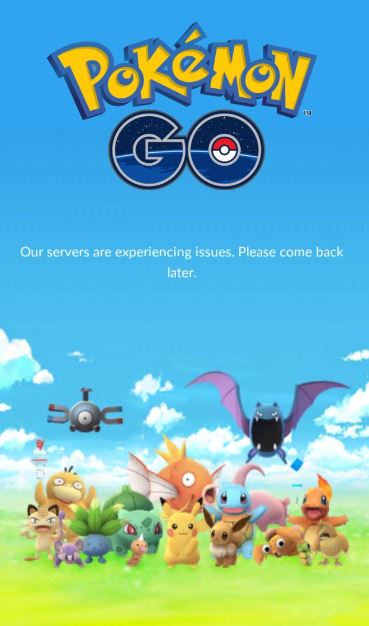 POKÉMON
GO
TM
Our servers are experiencing issues. Please come back
later.